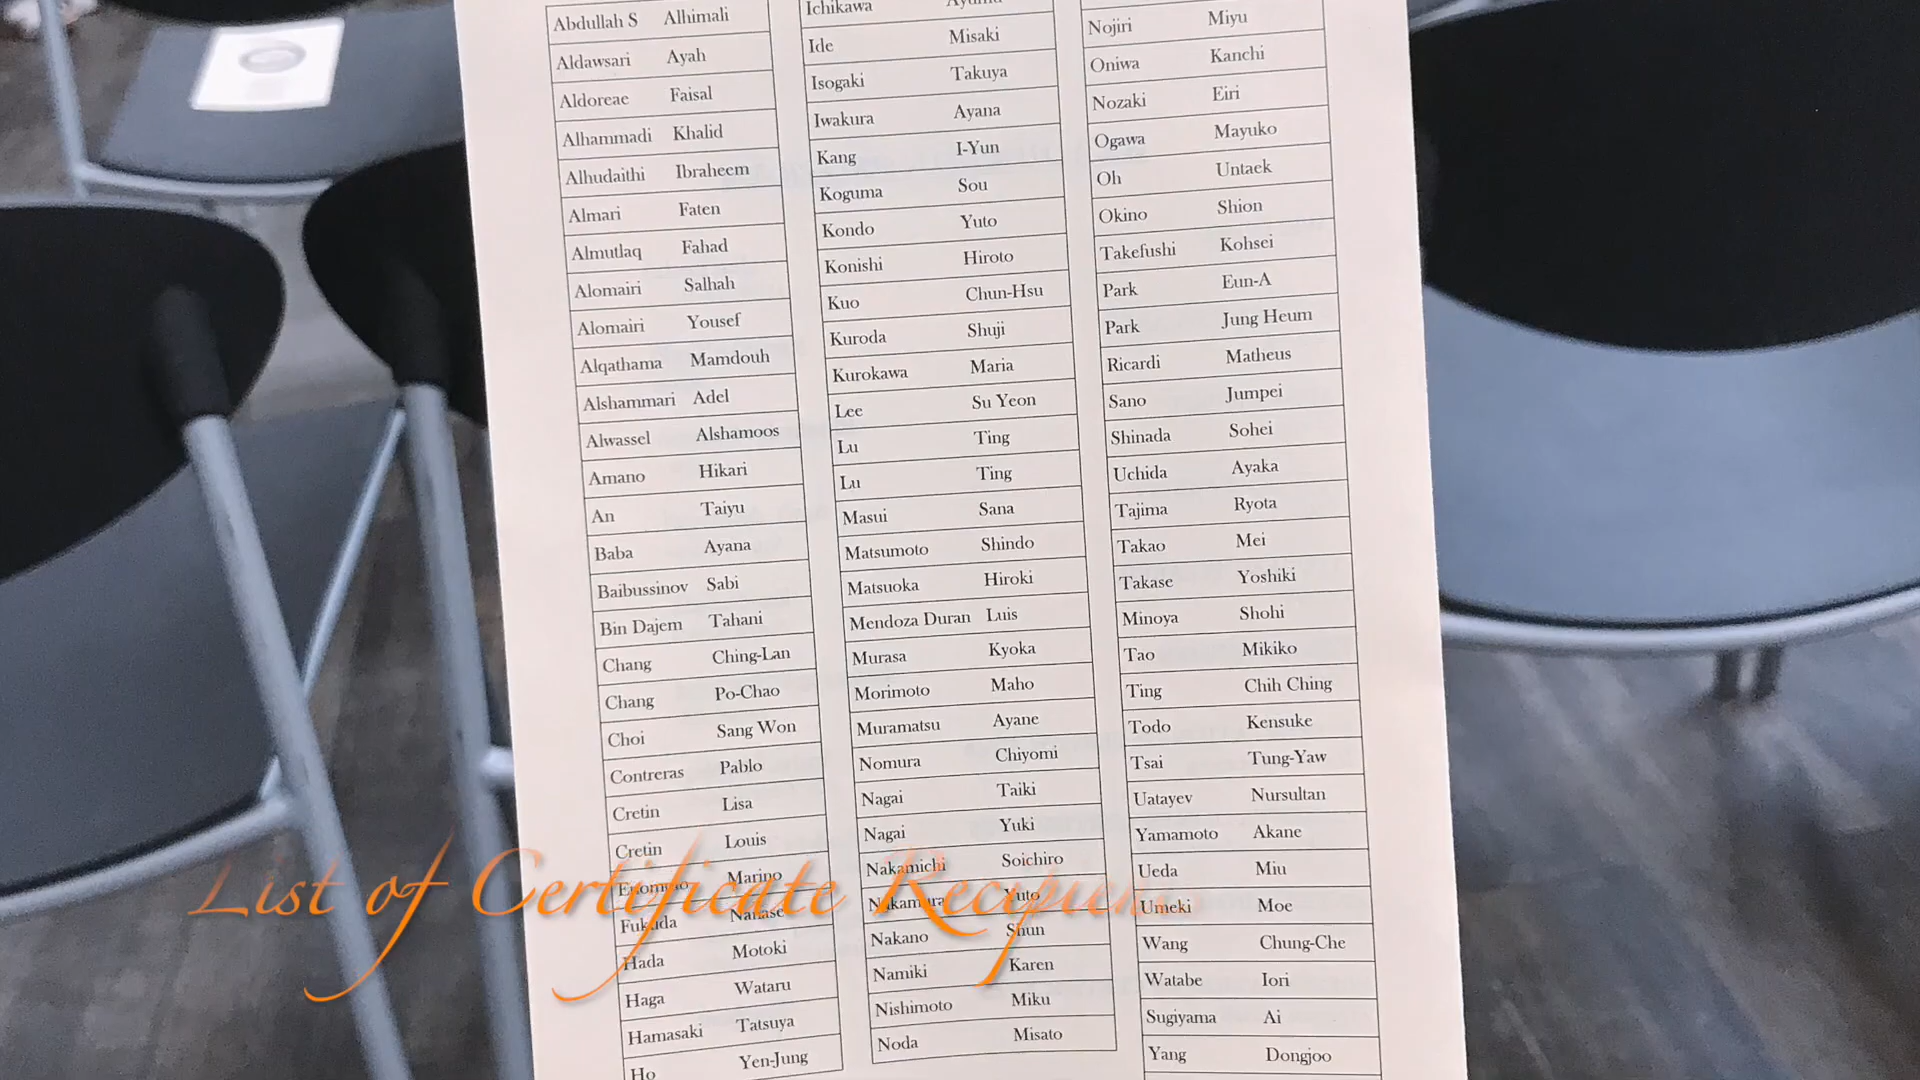 Abdullah S Alhimali
Aldawsari Ayah
Aldoreae Faisal
Alhammadi Khalid
Alhudaithi Ibraheem
Almari Faten
Almutlaq Fahad
Alomairi Salhah
Alomairi Yousef
Alqathama Mamdouh
Alshammari Adel
Alwassel Alshamoos
Amano Hikari
An Taiyu
Baba Ayana
Baibussinov Sabi
Bin Dajem Tahani
Chang Ching-Lan
Chang Po-Chao
Choi Sang Won
Contreras Pablo
Cretin Lisa
Cretin Louis
Enomoto Marino
Fukuda Nanase
Hada Motoki
Haga Wataru
Hamasaki Tatsuya
Ho Yen-Jung
Ichikawa
Ide Misaki
Isogaki Takuya
Iwakura Ayana
Kang I-Yun
Koguma Sou
Kondo Yuto
Konishi Hiroto
Kuo Chun-Hsu
Kuroda Shuji
Kurokawa Maria
Lee Su Yeon
Lu Ting
Lu Ting
Masui Sana
Matsumoto Shindo
Matsuoka Hiroki
Mendoza Duran Luis
Murasa Kyoka
Morimoto Maho
Muramatsu Ayane
Nomura Chiyomi
Nagai Taiki
Nagai Yuki
Nakamichi Soichiro
Nakamura Yuto
Nakano Shun
Namiki Karen
Nishimoto Miku
Noda Misato
Nojiri Miyu
Oniwa Kanchi
Nozaki Eiri
Ogawa Mayuko
Oh Untaek
Okino Shion
Takefushi Kohsei
Park Eun-A
Park Jung Heum
Ricardi Matheus
Sano Jumpei
Shinada Sohei
Uchida Ayaka
Tajima Ryota
Takao Mei
Takase Yoshiki
Minoya Shohi
Tao Mikiko
Ting Chih Ching
Todo Kensuke
Tsai Tung-Yaw
Uatayev Nursultan
Yamamoto Akane
Ueda Miu
Umeki Moe
Wang Chung-Che
Watabe Iori
Sugiyama Ai
Yang Dongjoo
List of Certificate Recipients